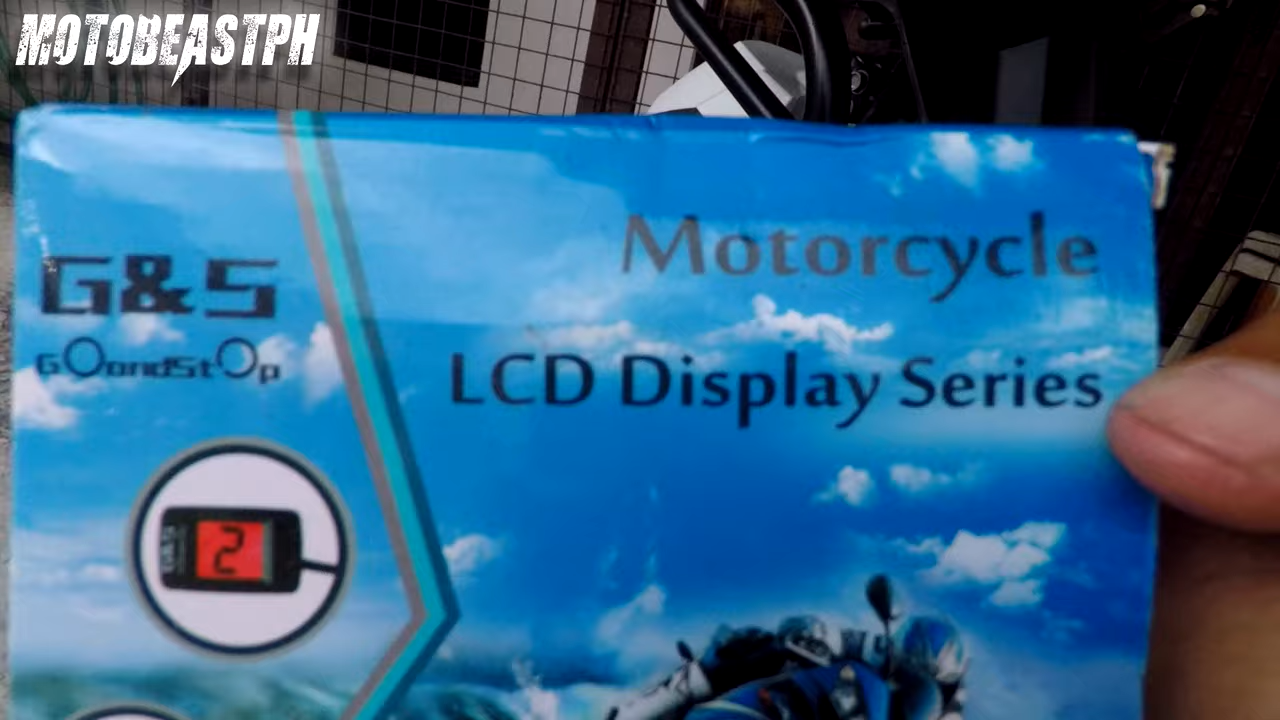 MOTOBEASTPH
G&S
GOandStOp
Motorcycle
LCD Display Series
2